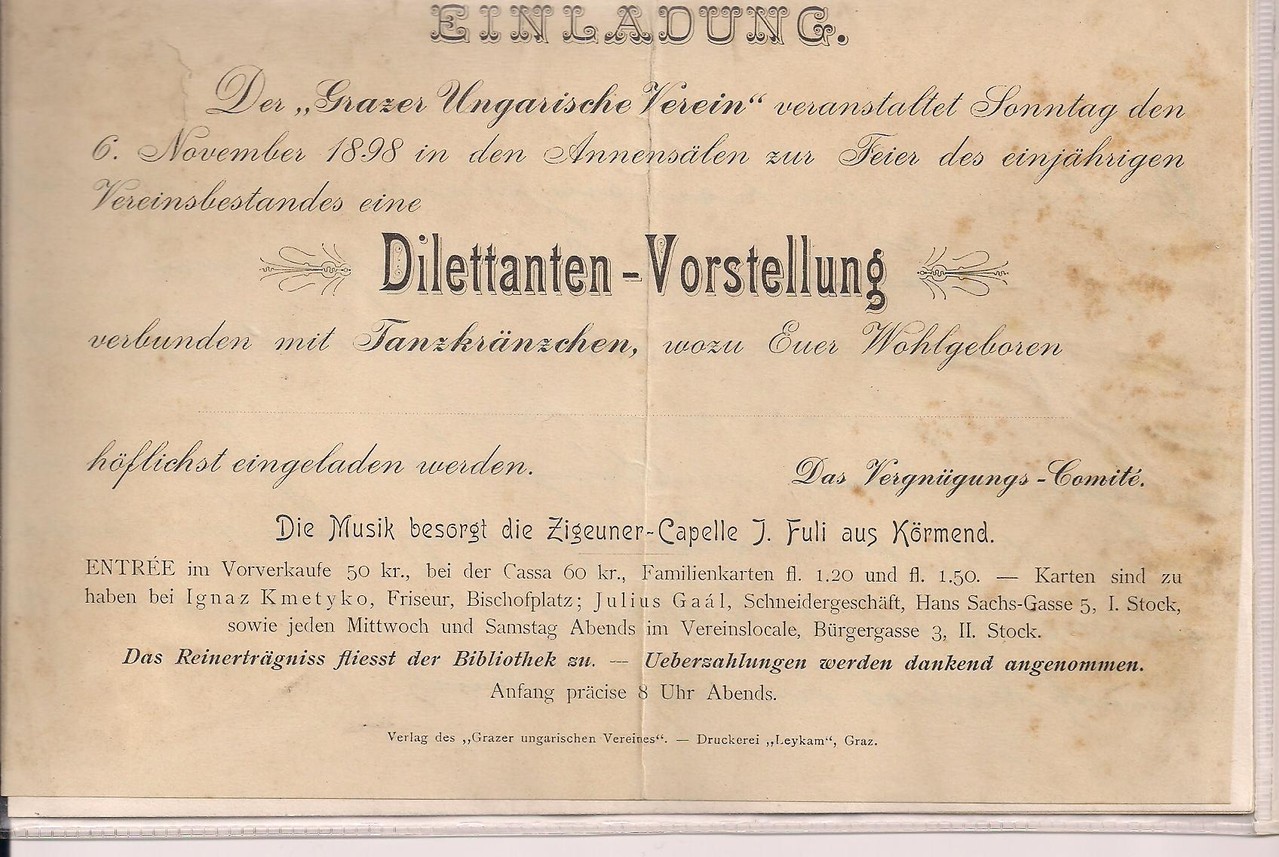 EINLADUNG.
Der „Grazer Ungarische Verein“ veranstaltet Sonntag den
6. November 1898 in den Annensälen zur Feier des einjährigen
Vereinsbestandes eine
Dilettanten-Vorstellung
verbunden mit Tanzkränzchen, wozu Euer Wohlgeboren
höflichst eingeladen werden.
Das Vergnügungs-Comité.
Die Musik besorgt die Zigeuner-Capelle J. Fuli aus Körmend.
ENTRÉE im Vorverkaufe 50 kr., bei der Cassa 60 kr., Familienkarten fl. 1.20 und fl. 1.50. — Karten sind zu
haben bei Ignaz Kmetyko, Friseur, Bischofplatz; Julius Gaál, Schneidergeschäft, Hans Sachs-Gasse 5, I. Stock,
sowie jeden Mittwoch und Samstag Abends im Vereinslocale, Bürgergasse 3, II. Stock.
Das Reinerträgniss fliesst der Bibliothek zu. — Ueberzahlungen werden dankend angenommen.
Anfang präcise 8 Uhr Abends.
Verlag des „Grazer ungarischen Vereines“. — Druckerei „Leykam“, Graz.